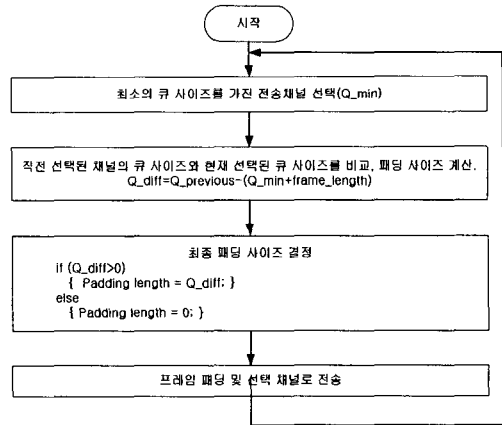 시작
최소의 큐 사이즈를 가진 전송채널 선택(Q_min)
직전 선택된 채널의 큐 사이즈와 현재 선택된 큐 사이즈를 비교, 패딩 사이즈 계산.
Q_diff=Q_previous-(Q_min+frame_length)
최종 패딩 사이즈 결정
if (Q_diff>0)
{ Padding length = Q_diff; }
else
{ Padding length = 0; }
프레임 패딩 및 선택 채널로 전송